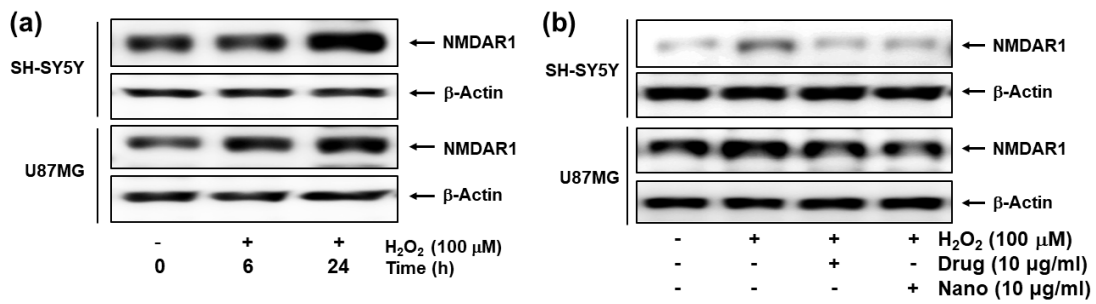 (a)
SH-SY5Y
NMDAR1
β-Actin
U87MG
NMDAR1
β-Actin
- + + H₂O₂ (100 μM)
0 6 24 Time (h)
(b)
SH-SY5Y
NMDAR1
β-Actin
U87MG
NMDAR1
β-Actin
- + + + H₂O₂ (100 μM)
- - + - Drug (10 µg/ml)
- - - + Nano (10 µg/ml)